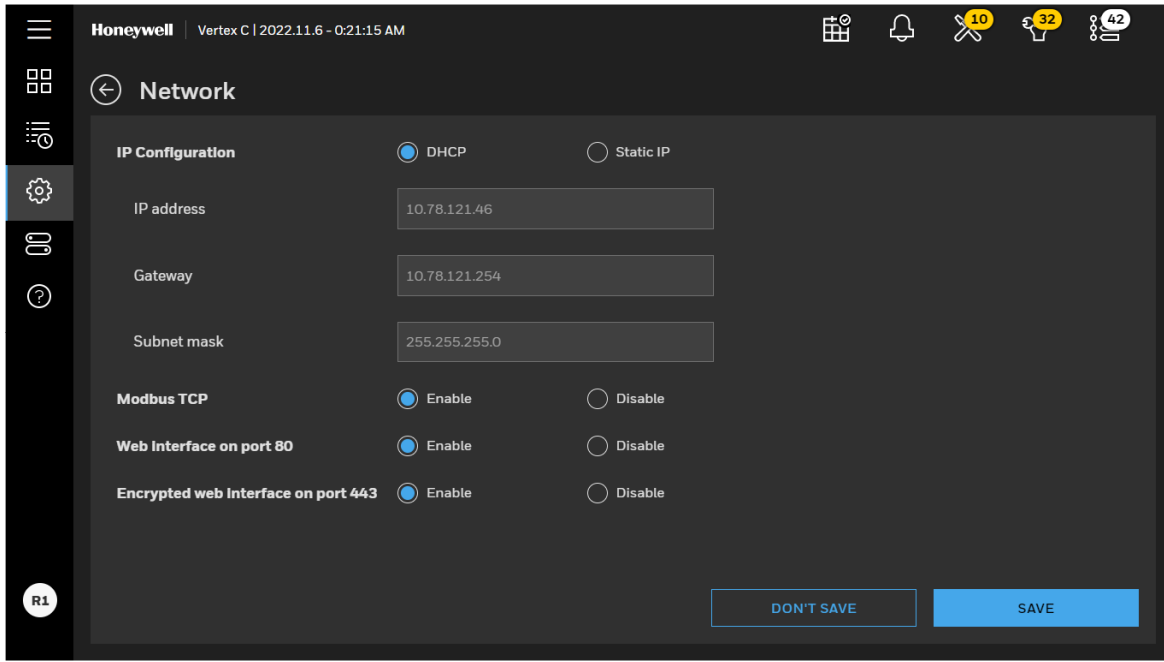 Honeywell Vertex C | 2022.11.6 - 0:21:15 AM 10 32 42
Network
IP Configuration DHCP Static IP
IP address 10.78.121.46
Gateway 10.78.121.254
Subnet mask 255.255.255.0
Modbus TCP Enable Disable
Web Interface on port 80 Enable Disable
Encrypted web Interface on port 443 Enable Disable
R1 DON'T SAVE SAVE